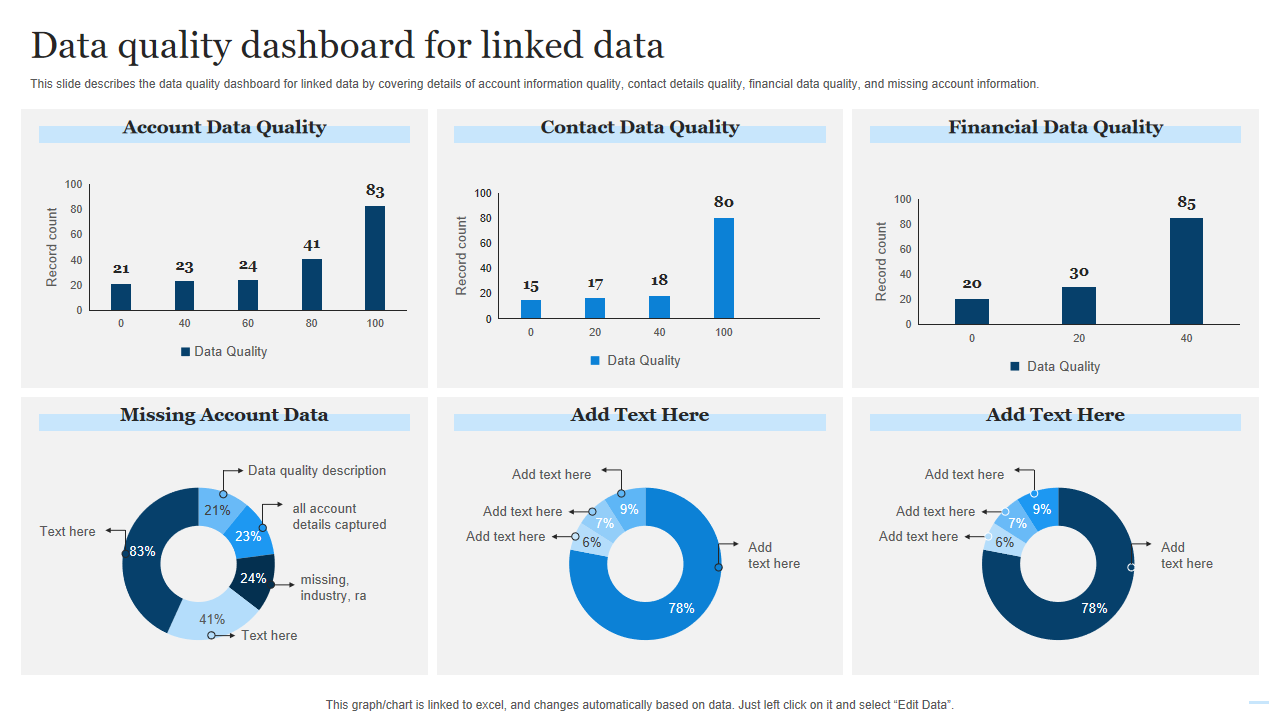 Data quality dashboard for linked data
This slide describes the data quality dashboard for linked data by covering details of account information quality, contact details quality, financial data quality, and missing account information.
Account Data Quality
Record count
100
80
60
40
20
0
21
23
24
41
83
0
40
60
80
100
Data Quality
Contact Data Quality
Record count
100
80
60
40
20
0
15
17
18
80
0
20
40
100
Data Quality
Financial Data Quality
Record count
100
80
60
40
20
0
20
30
85
0
20
40
Data Quality
Missing Account Data
Data quality description
all account
details captured
missing,
industry, ra
Text here
Text here
21%
23%
24%
41%
83%
Add Text Here
Add text here
Add text here
Add text here
Add
text here
9%
7%
6%
78%
Add Text Here
Add text here
Add text here
Add text here
Add
text here
9%
7%
6%
78%
This graph/chart is linked to excel, and changes automatically based on data. Just left click on it and select “Edit Data”.